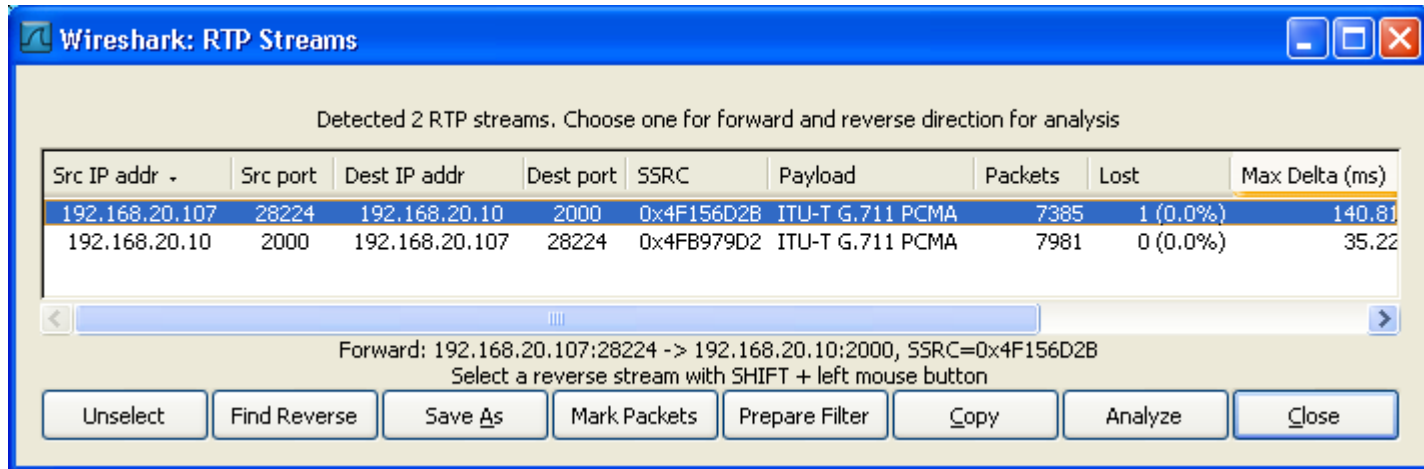 Wireshark: RTP Streams
Detected 2 RTP streams. Choose one for forward and reverse direction for analysis
Src IP addr Src port Dest IP addr Dest port SSRC Payload Packets Lost Max Delta (ms)
192.168.20.107 28224 192.168.20.10 2000 0x4F156D2B ITU-T G.711 PCMA 7385 1 (0.0%) 140.81
192.168.20.10 2000 192.168.20.107 28224 0x4FB979D2 ITU-T G.711 PCMA 7981 0 (0.0%) 35.22
Forward: 192.168.20.107:28224 -> 192.168.20.10:2000, SSRC=0x4F156D2B
Select a reverse stream with SHIFT + left mouse button
Unselect Find Reverse Save As Mark Packets Prepare Filter Copy Analyze Close